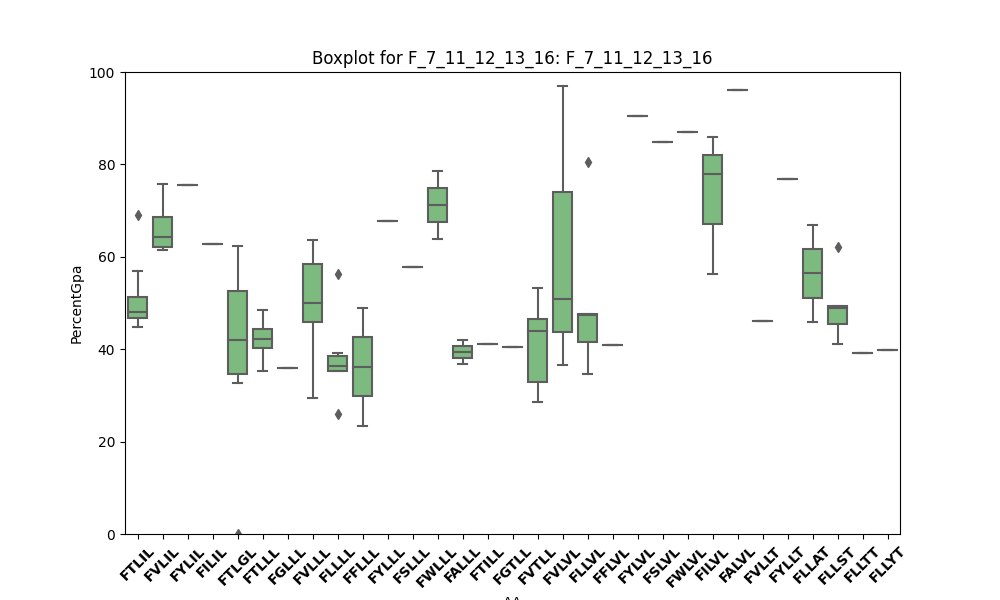 Boxplot for F_7_11_12_13_16: F_7_11_12_13_16
PercentGpa
100
80
60
40
20
0
FTLIL
FVLIL
FYLIL
FILIL
FTLGL
FTLLL
FGLLL
FVLLL
FLLLL
FFLLL
FYLLL
FSLLL
FWLLL
FALLL
FTILL
FGTLL
FVTLL
FVLVL
FLLVL
FFLVL
FYLVL
FSLVL
FWLVL
FILVL
FALVL
FVLLT
FYLLT
FLLAT
FLLST
FLLTT
FLLYT